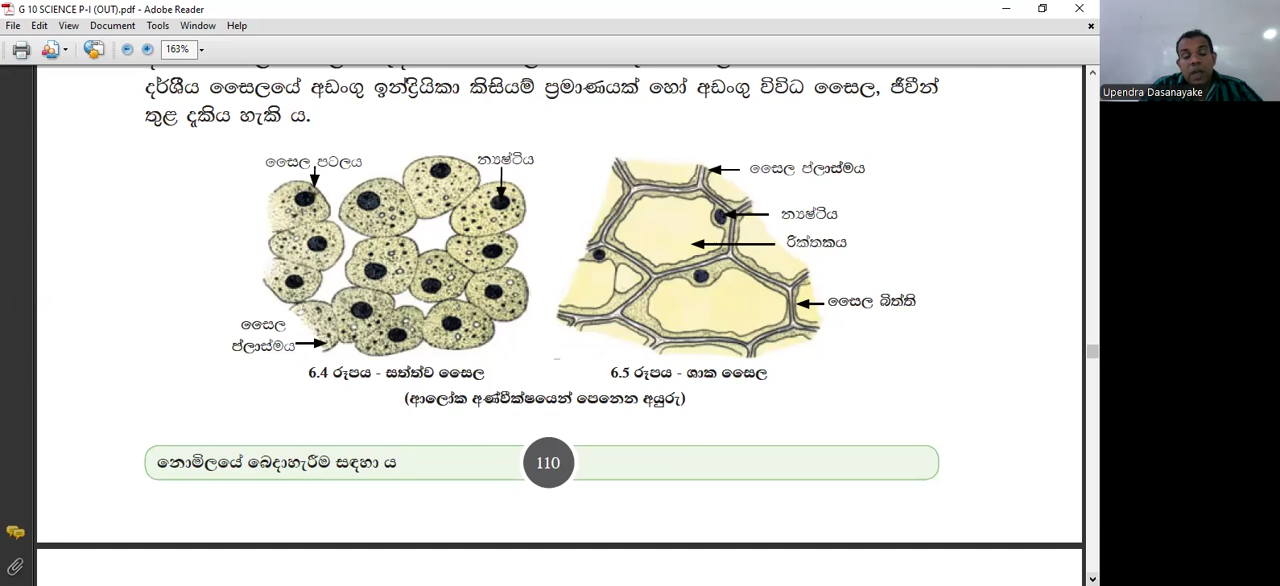 G 10 SCIENCE P-I (OUT).pdf - Adobe Reader
File Edit View Document Tools Window Help
163%
Upendra Dasanayake
දර්ශීය සෛලයේ අඩංගු ඉන්ද්‍රියිකා කිසියම් ප්‍රමාණයක් හෝ අඩංගු විවිධ සෛල, ජීවීන්
තුළ දැකිය හැකි ය.
සෛල පටලය
න්‍යෂ්ටිය
සෛල
ප්ලාස්මය
6.4 රූපය - සත්ත්ව සෛල
සෛල ප්ලාස්මය
න්‍යෂ්ටිය
රික්තකය
සෛල බිත්ති
6.5 රූපය - ශාක සෛල
(ආලෝක අණ්වීක්ෂයෙන් පෙනෙන අයුරු)
නොමිලයේ බෙදාහැරීම සඳහා ය
110